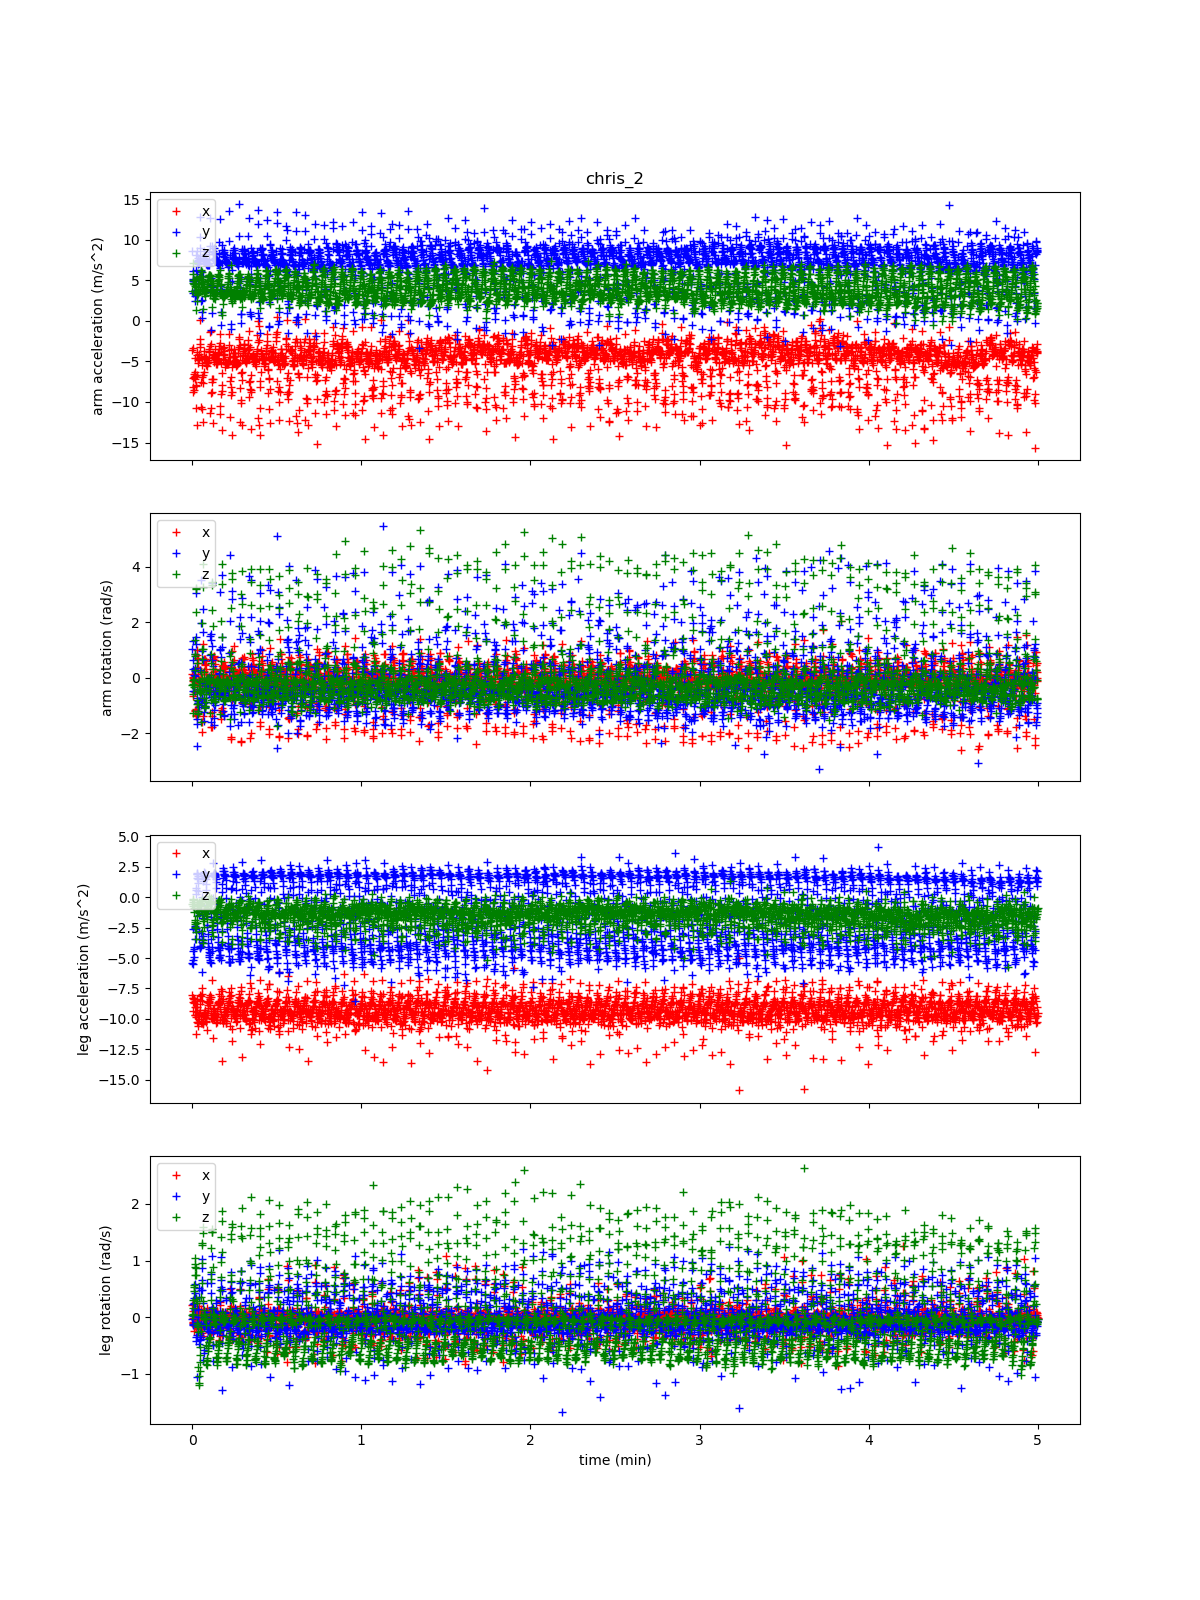 chris_2
15
10
5
0
−5
−10
−15
arm acceleration (m/s^2)
x
y
z
4
2
0
−2
arm rotation (rad/s)
x
y
z
5.0
2.5
0.0
−2.5
−5.0
−7.5
−10.0
−12.5
−15.0
leg acceleration (m/s^2)
x
y
z
2
1
0
−1
leg rotation (rad/s)
x
y
z
0 1 2 3 4 5
time (min)